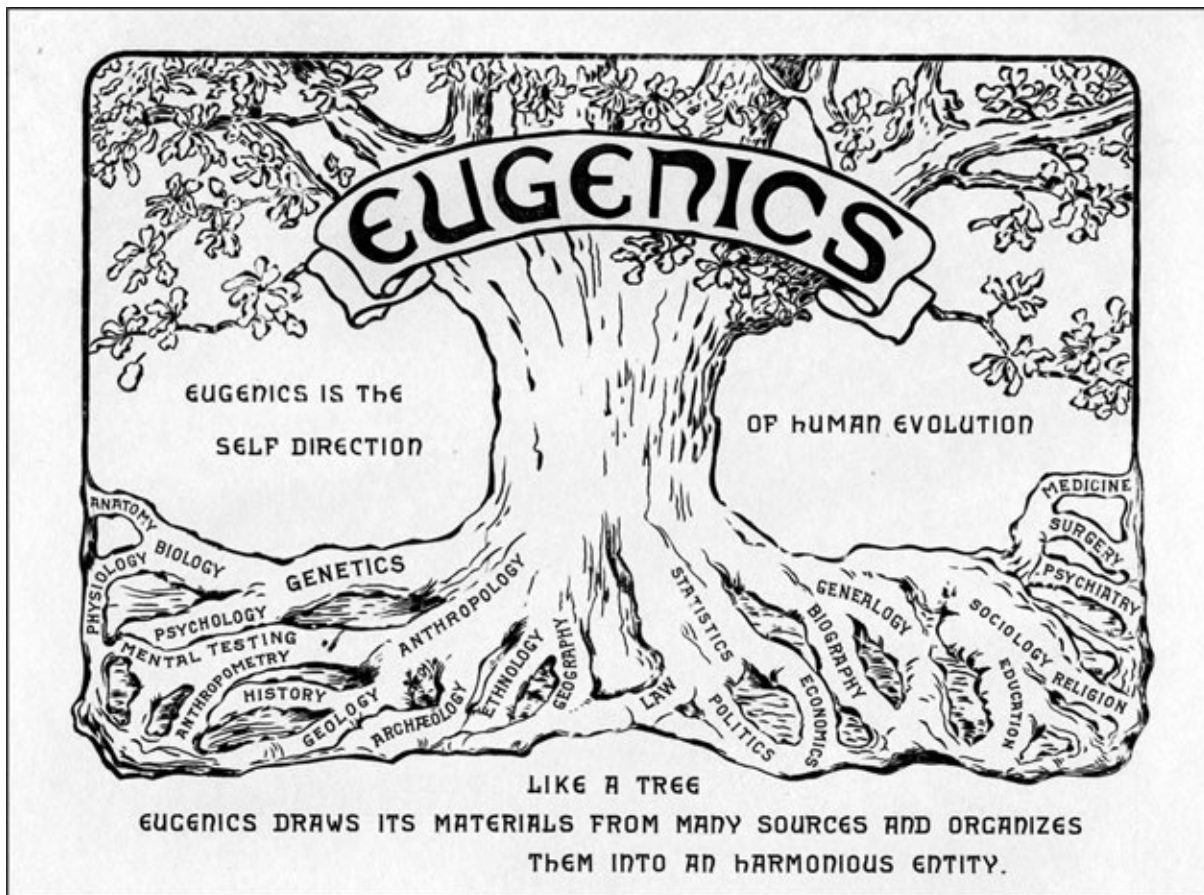 EUGENICS
EUGENICS IS THE
SELF DIRECTION
OF HUMAN EVOLUTION
ANATOMY
PHYSIOLOGY
BIOLOGY
GENETICS
PSYCHOLOGY
MENTAL TESTING
ANTHROPOMETRY
HISTORY
GEOLOGY
ANTHROPOLOGY
ARCHÆOLOGY
ETHNOLOGY
GEOGRAPHY
LAW
STATISTICS
POLITICS
ECONOMICS
BIOGRAPHY
GENEALOGY
EDUCATION
SOCIOLOGY
RELIGION
PSYCHIATRY
SURGERY
MEDICINE
LIKE A TREE
EUGENICS DRAWS ITS MATERIALS FROM MANY SOURCES AND ORGANIZES
THEM INTO AN HARMONIOUS ENTITY.